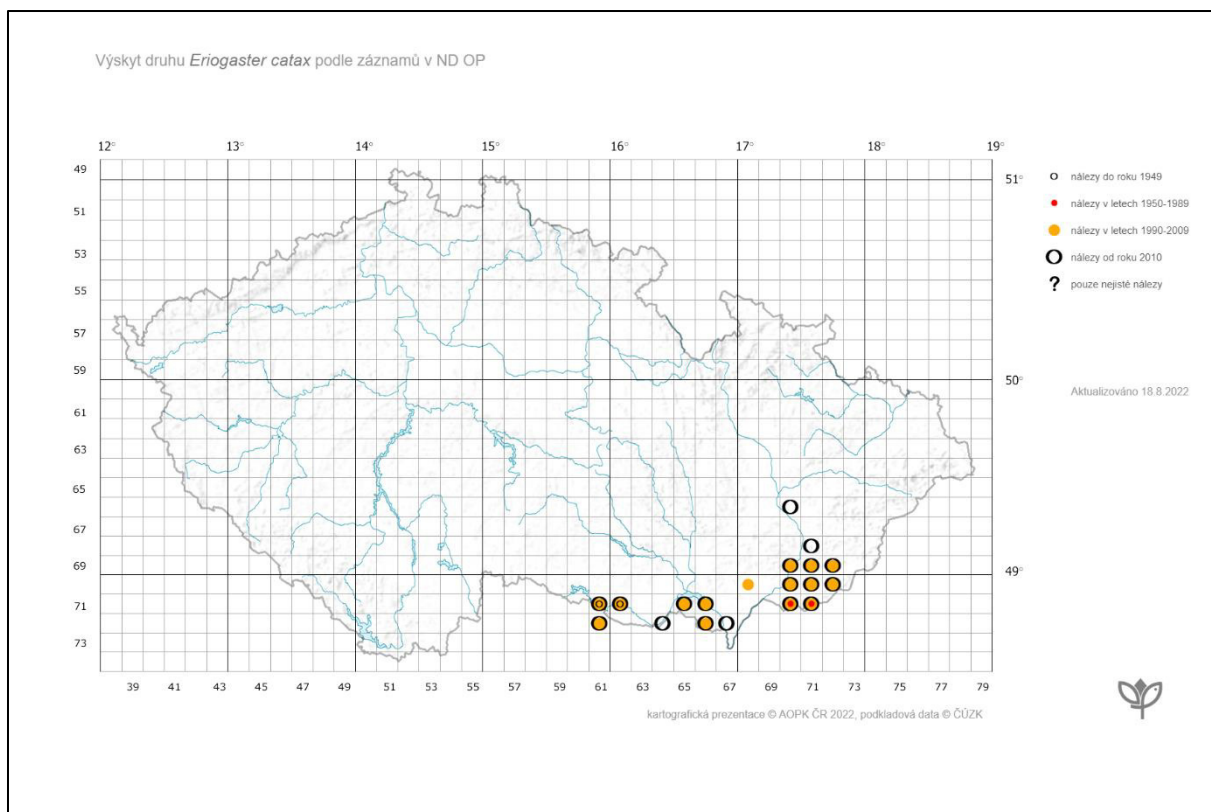 Výskyt druhu Eriogaster catax podle záznamů v ND OP
12° 13° 14° 15° 16° 17° 18° 19°
49
51°
51
53
55
57
59
50°
61
63
65
67
69
49°
71
73
39 41 43 45 47 49 51 53 55 57 59 61 63 65 67 69 71 73 75 77 79
nálezy do roku 1949
nálezy v letech 1950-1989
nálezy v letech 1990-2009
nálezy od roku 2010
? pouze nejisté nálezy
Aktualizováno 18.8.2022
kartografická prezentace © AOPK ČR 2022, podkladová data © ČÚZK